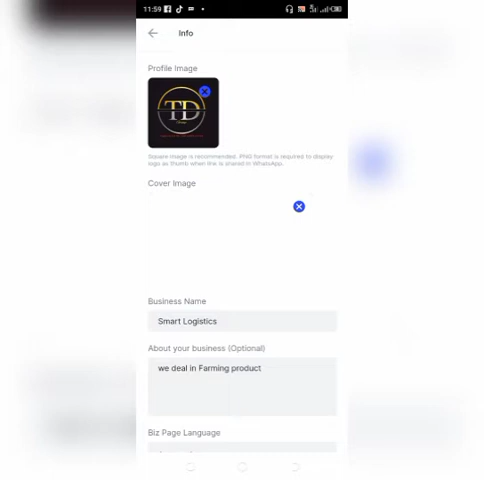 11:59
Info
Profile Image
TD
Square image is recommended. PNG format is required to display
logo as thumb when link is shared in WhatsApp.
Cover Image
Business Name
Smart Logistics
About your business (Optional)
we deal in Farming product
Biz Page Language